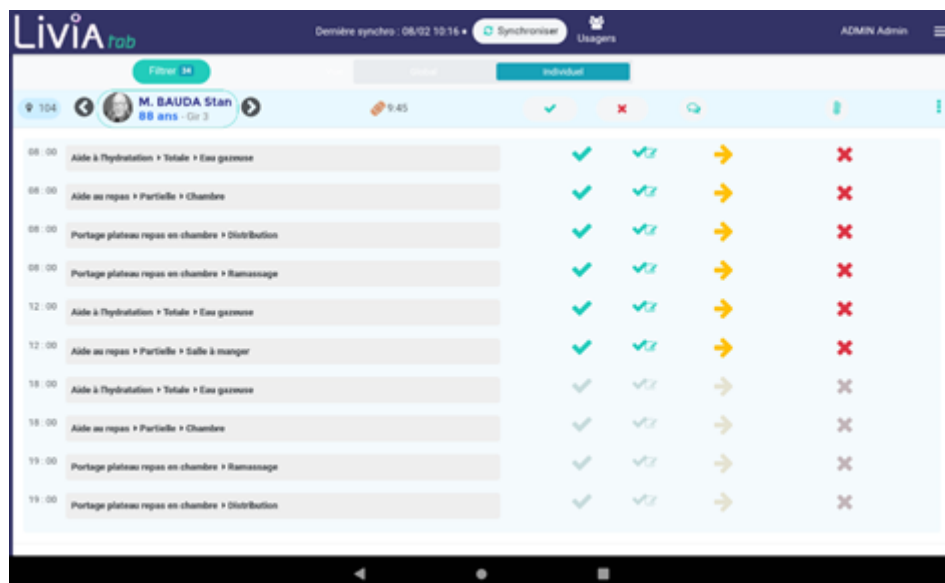 LiViA tab
Dernière synchro : 08/02 10:16 • Synchroniser Usagers ADMIN Admin
Filtrer 34 Individuel
104 M. BAUDA Stan 9:45
88 ans - Gir 3
08 : 00 Aide à l'hydratation Totale Eau gazeuse
08 : 00 Aide au repas Partielle Chambre
08 : 00 Portage plateau repas en chambre Distribution
08 : 00 Portage plateau repas en chambre Ramassage
12 : 00 Aide à l'hydratation Totale Eau gazeuse
12 : 00 Aide au repas Partielle Salle à manger
18 : 00 Aide à l'hydratation Totale Eau gazeuse
18 : 00 Aide au repas Partielle Chambre
19 : 00 Portage plateau repas en chambre Ramassage
19 : 00 Portage plateau repas en chambre Distribution